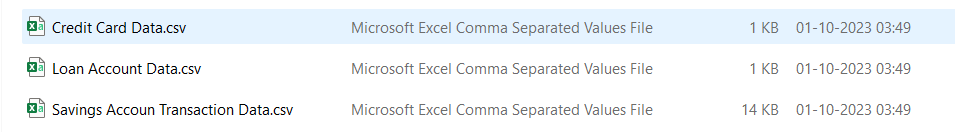 Credit Card Data.csv Microsoft Excel Comma Separated Values File 1 KB 01-10-2023 03:49
Loan Account Data.csv Microsoft Excel Comma Separated Values File 1 KB 01-10-2023 03:49
Savings Accoun Transaction Data.csv Microsoft Excel Comma Separated Values File 14 KB 01-10-2023 03:49